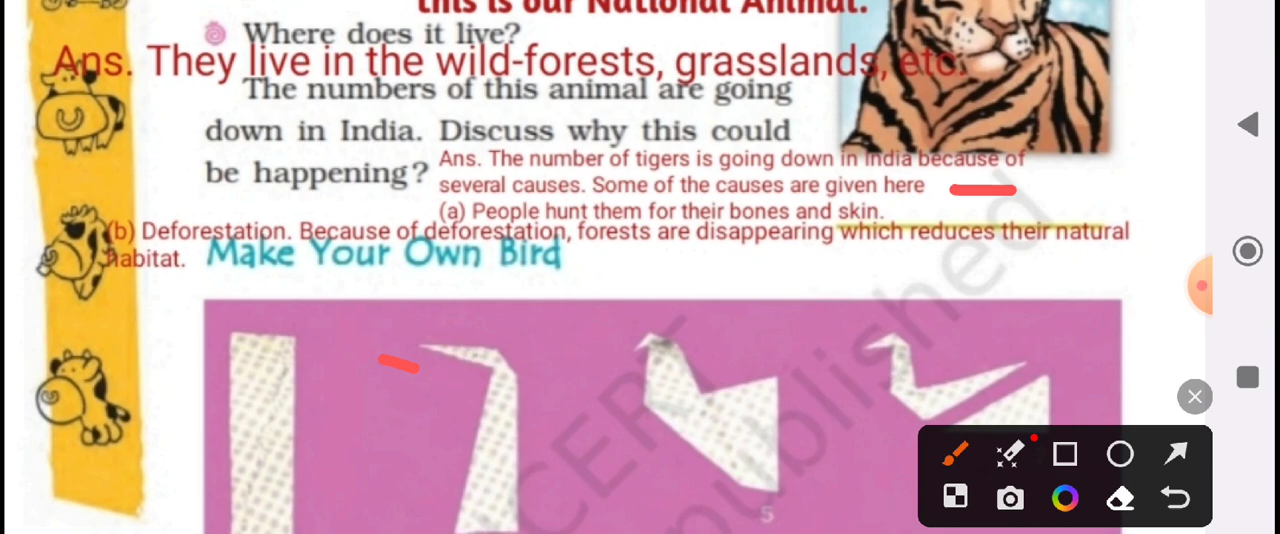 this is our National Animal.
Where does it live?
Ans. They live in the wild-forests, grasslands, etc.
The numbers of this animal are going
down in India. Discuss why this could
be happening?
Ans. The number of tigers is going down in India because of
several causes. Some of the causes are given here
(a) People hunt them for their bones and skin.
(b) Deforestation. Because of deforestation, forests are disappearing which reduces their natural
habitat.
Make Your Own Bird
NCERT
published
5